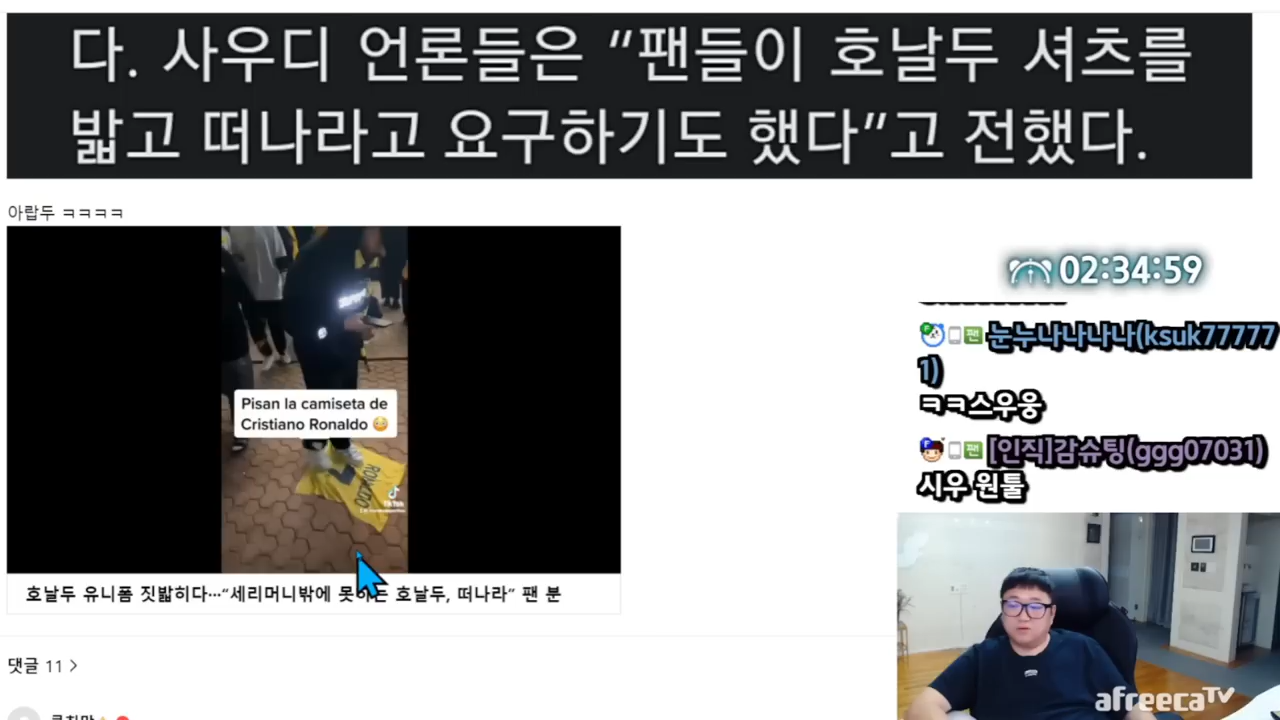 다. 사우디 언론들은 “팬들이 호날두 셔츠를
밟고 떠나라고 요구하기도 했다”고 전했다.
아랍두 ㅋㅋㅋㅋ
Pisan la camiseta de
Cristiano Ronaldo 😳
RONALDO
TikTok
호날두 유니폼 짓밟히다…“세리머니밖에 호날두, 떠나라” 팬 분
댓글 11 >
02:34:59
팬 눈누나나나나(ksuk77777
1)
ㅋㅋ스우웅
팬 [인직]감슈팅(ggg07031)
시우 원툴
afreecaTV